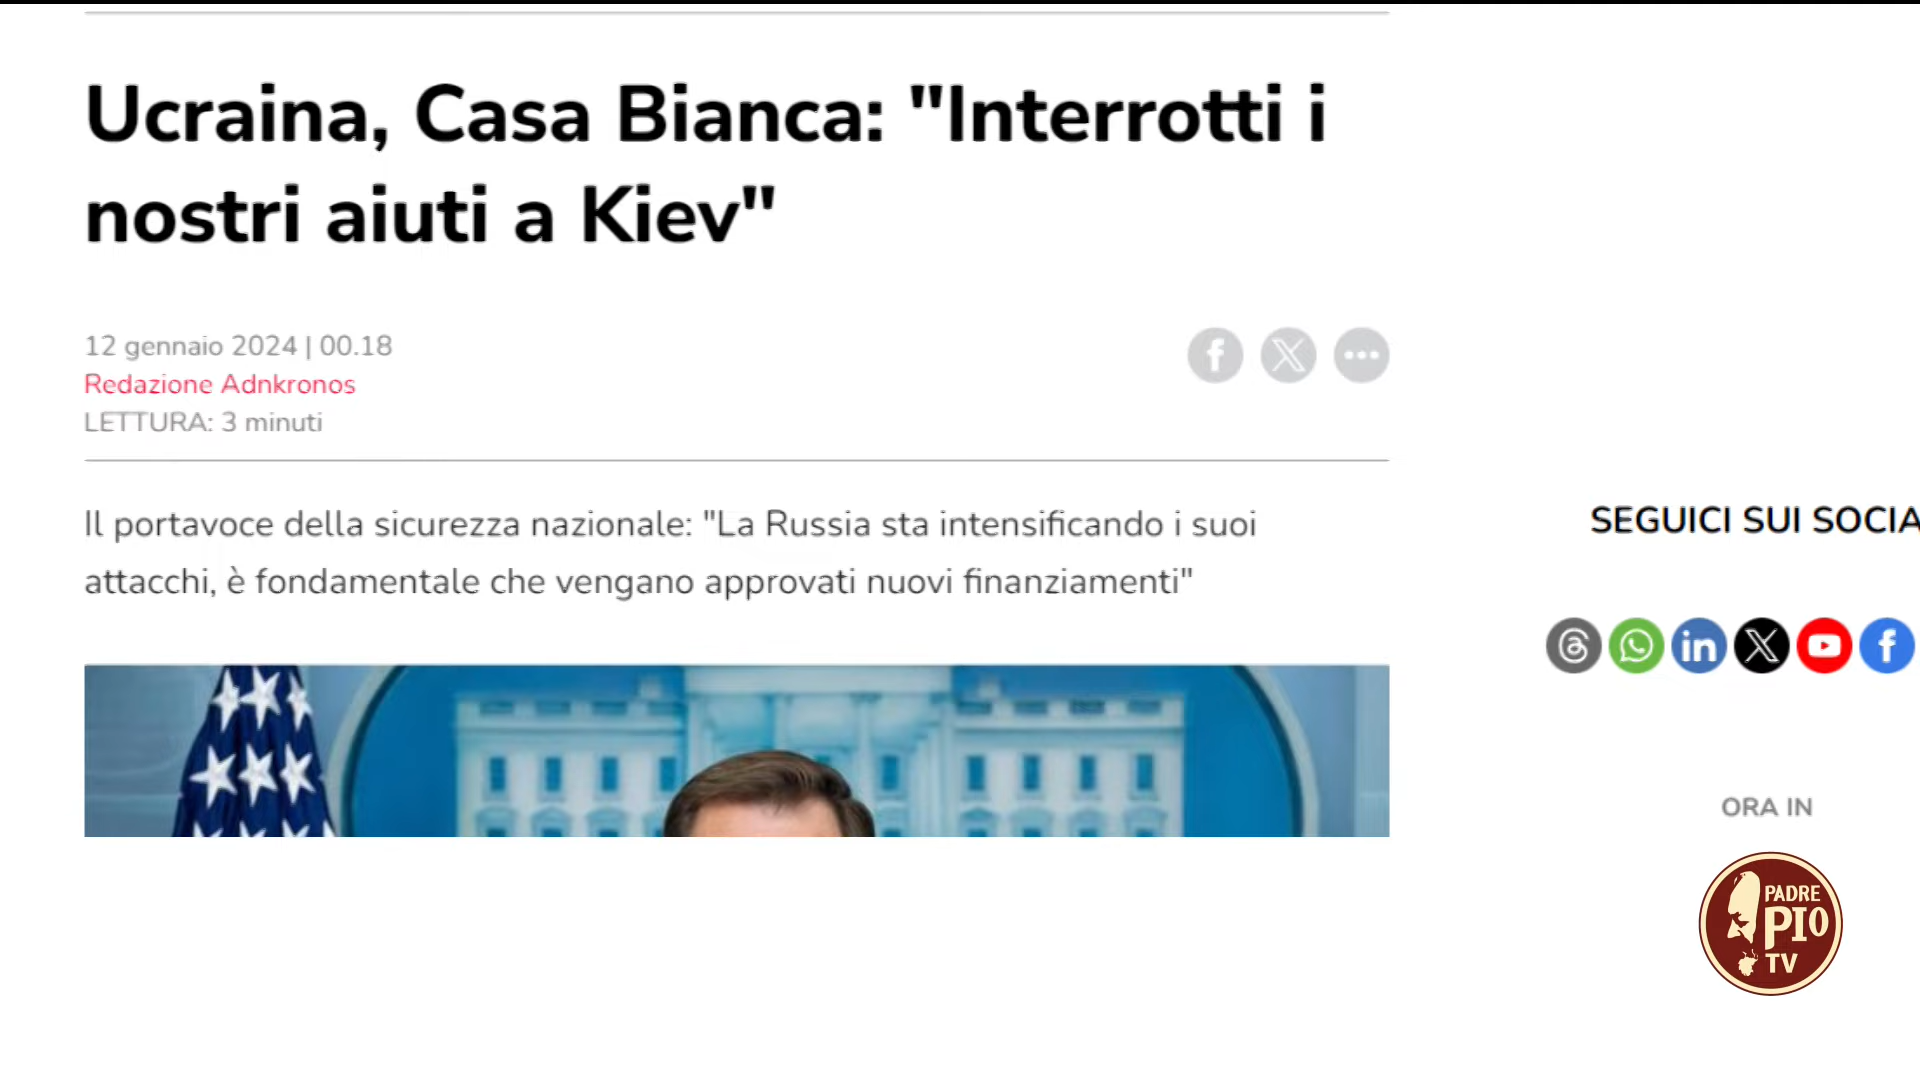 Ucraina, Casa Bianca: "Interrotti i
nostri aiuti a Kiev"
12 gennaio 2024 | 00.18
Redazione Adnkronos
LETTURA: 3 minuti
Il portavoce della sicurezza nazionale: "La Russia sta intensificando i suoi
attacchi, è fondamentale che vengano approvati nuovi finanziamenti"
SEGUICI SUI SOCIA
in
ORA IN
PADRE
PIO
TV